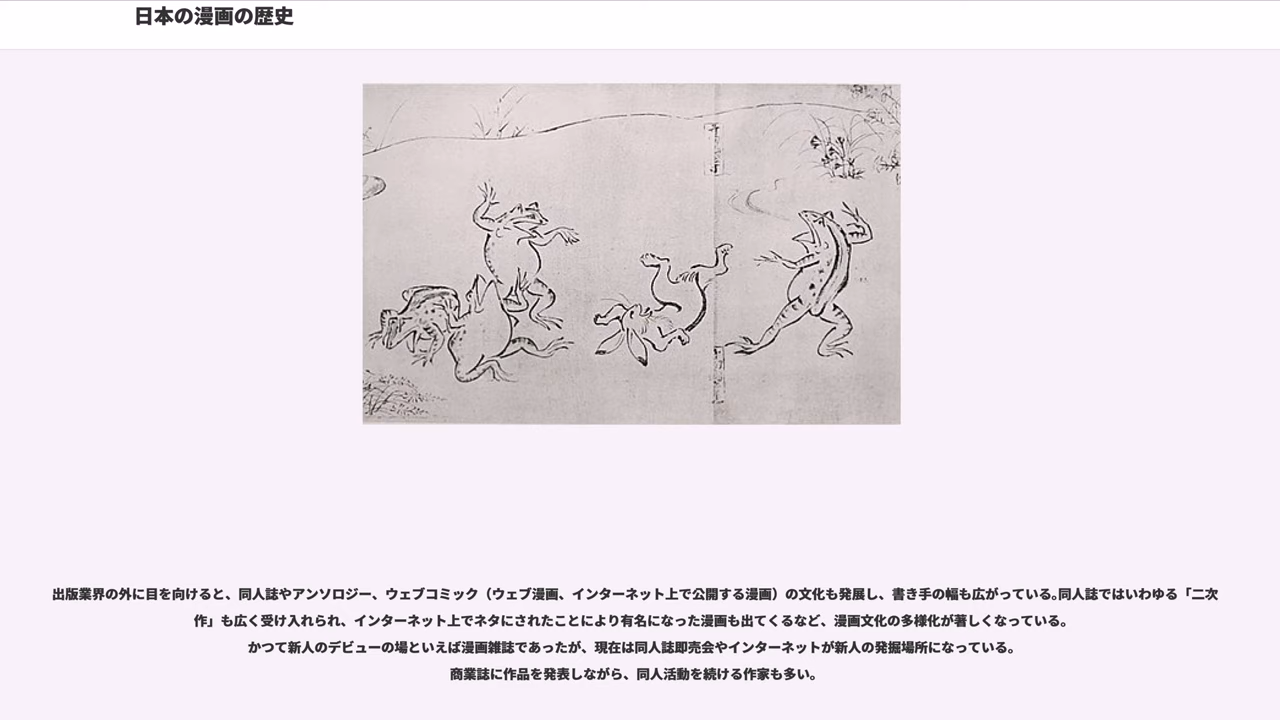 日本の漫画の歴史
出版業界の外に目を向けると、同人誌やアンソロジー、ウェブコミック（ウェブ漫画、インターネット上で公開する漫画）の文化も発展し、書き手の幅も広がっている。同人誌ではいわゆる「二次
作」も広く受け入れられ、インターネット上でネタにされたことにより有名になった漫画も出てくるなど、漫画文化の多様化が著しくなっている。
かつて新人のデビューの場といえば漫画雑誌であったが、現在は同人誌即売会やインターネットが新人の発掘場所になっている。
商業誌に作品を発表しながら、同人活動を続ける作家も多い。